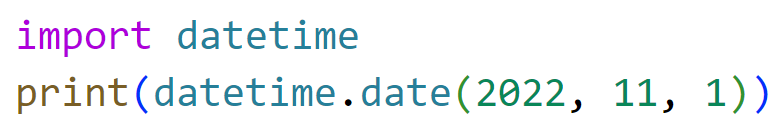 import datetime
print(datetime.date(2022, 11, 1))